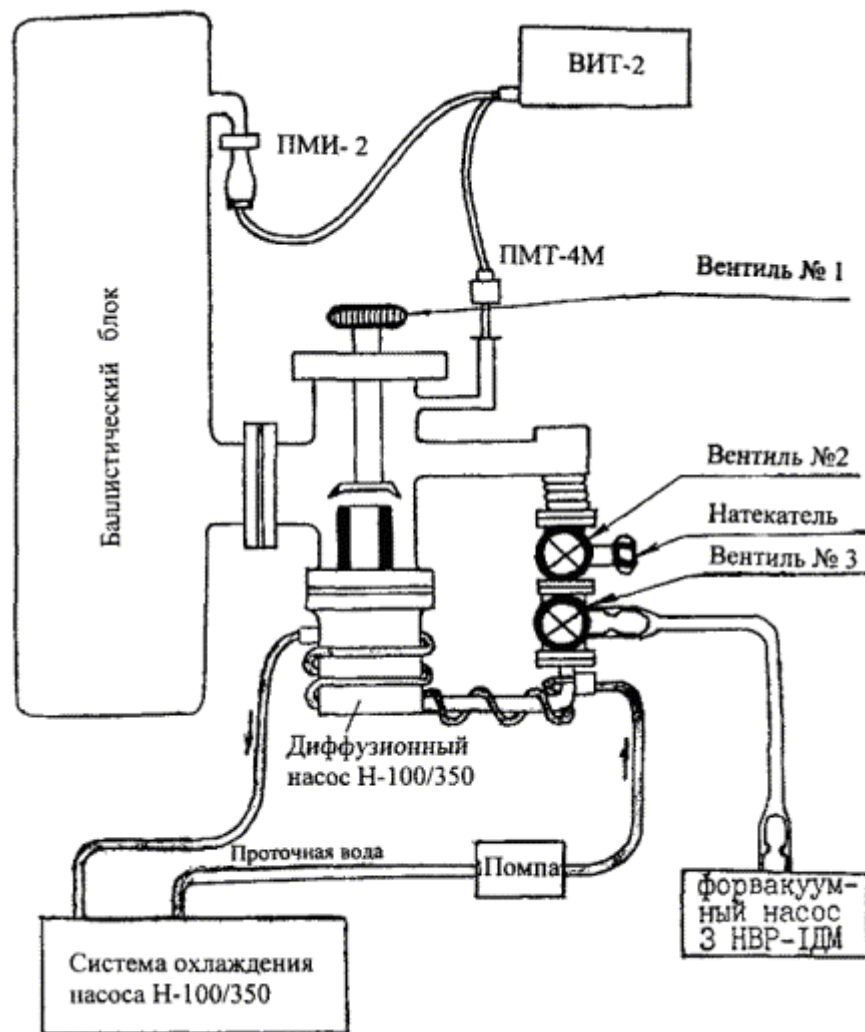 ВИТ-2
ПМИ- 2
ПМТ-4М
Вентиль № 1
Баллистический блок
Вентиль №2
Натекатель
Вентиль № 3
Диффузионный
насос Н-100/350
Проточная вода
Помпа
форвакуум-
ный насос
3 НВР-IДМ
Система охлаждения
насоса Н-100/350